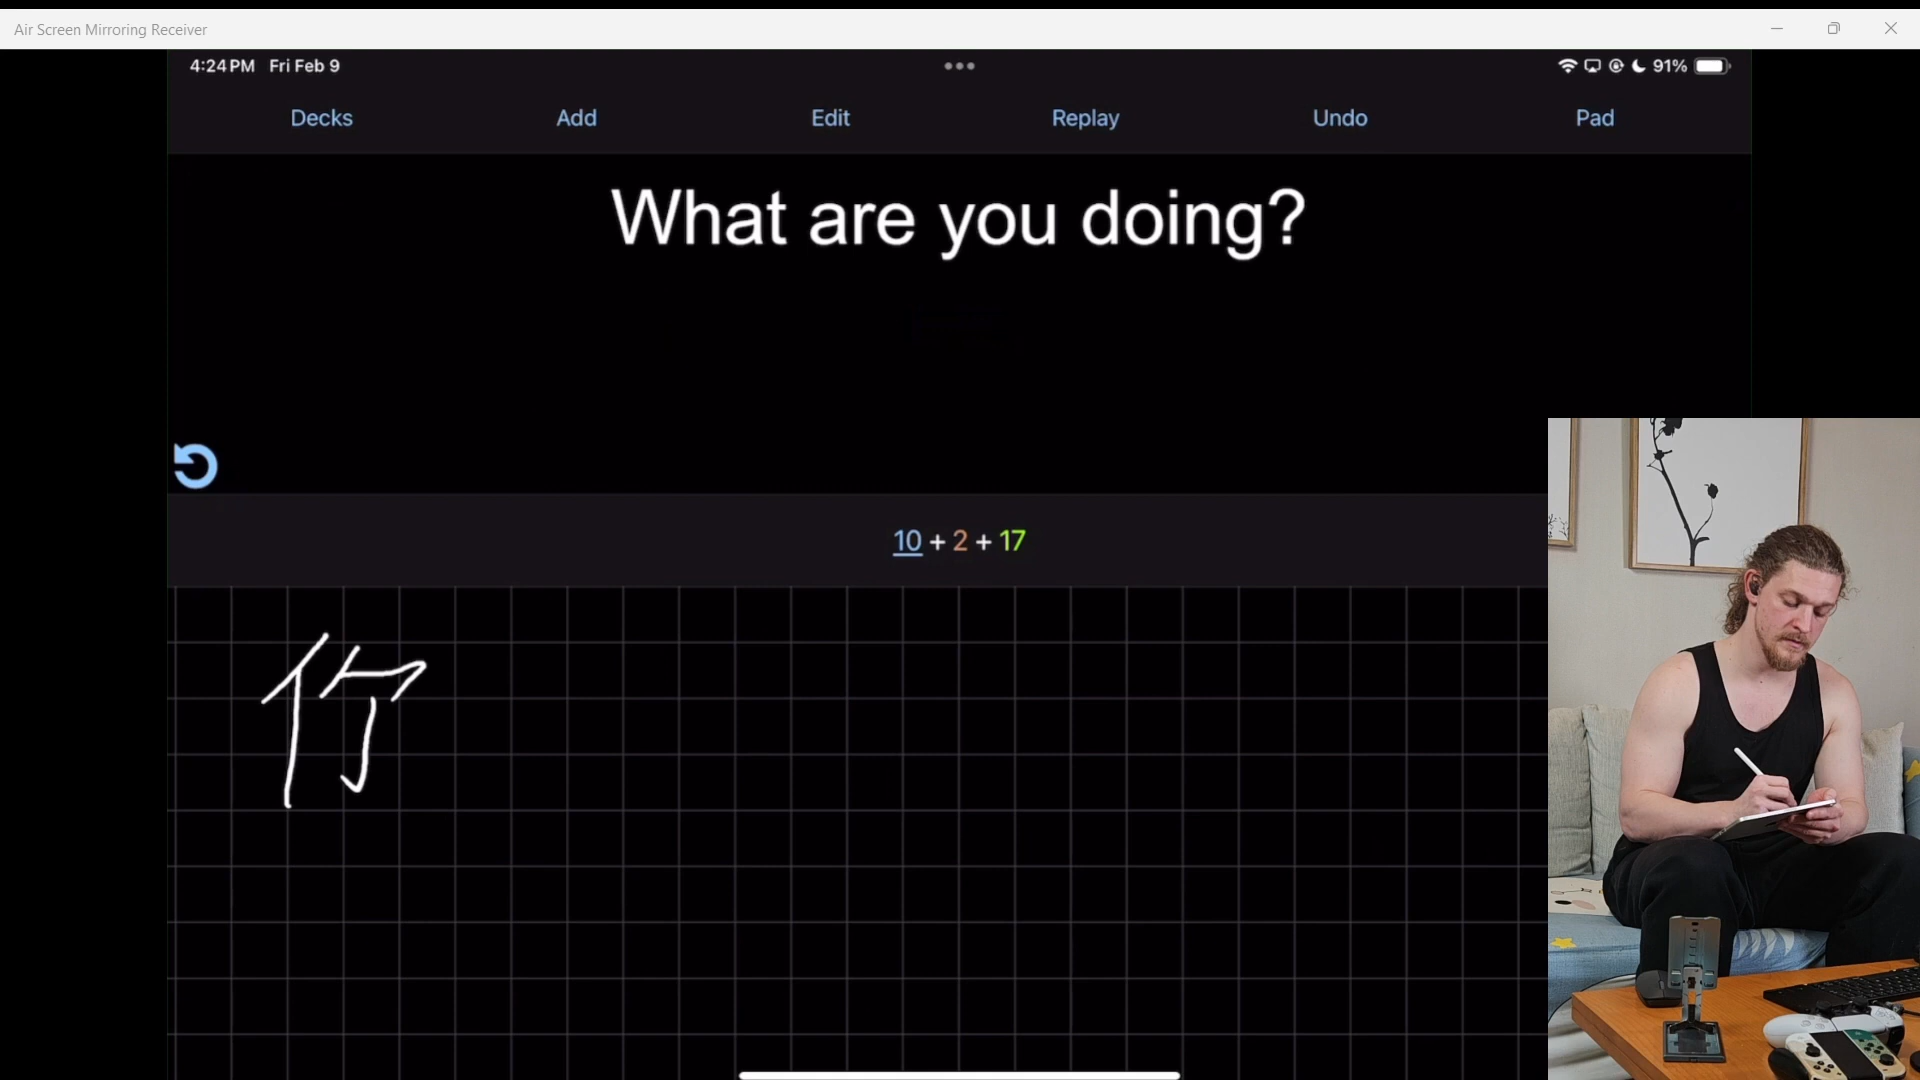 Air Screen Mirroring Receiver
4:24 PM Fri Feb 9
91%
Decks Add Edit Replay Undo Pad
What are you doing?
10 + 2 + 17